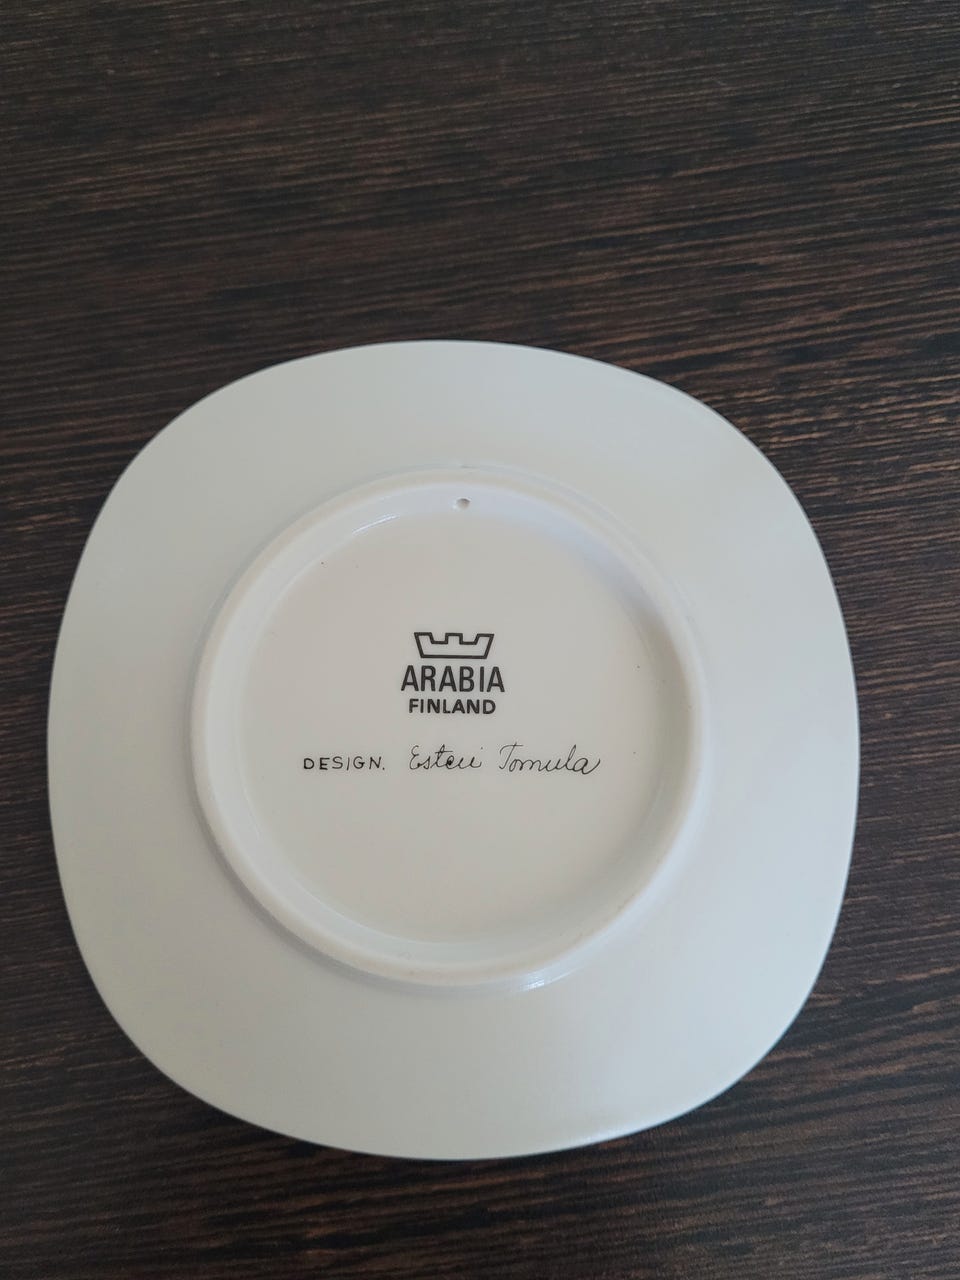 ARABIA
FINLAND
DESIGN. Esteri Tomula